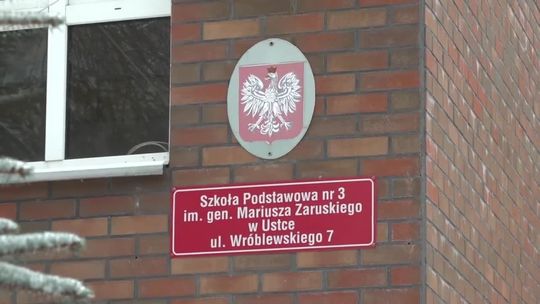 Szkoła Podstawowa nr 3
im. gen. Mariusza Zaruskiego
w Ustce
ul. Wróblewskiego 7